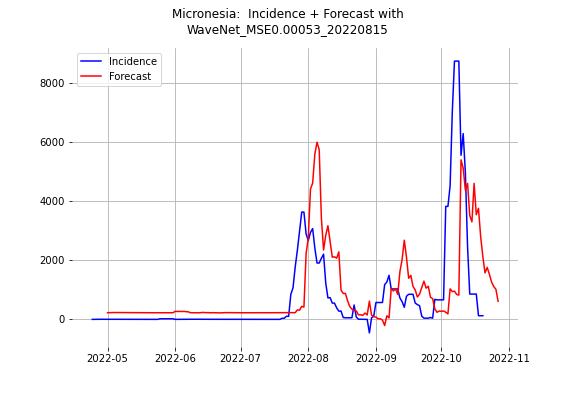 Micronesia:  Incidence + Forecast with
WaveNet_MSE0.00053_20220815
Incidence
Forecast
8000
6000
4000
2000
0
2022-05 2022-06 2022-07 2022-08 2022-09 2022-10 2022-11